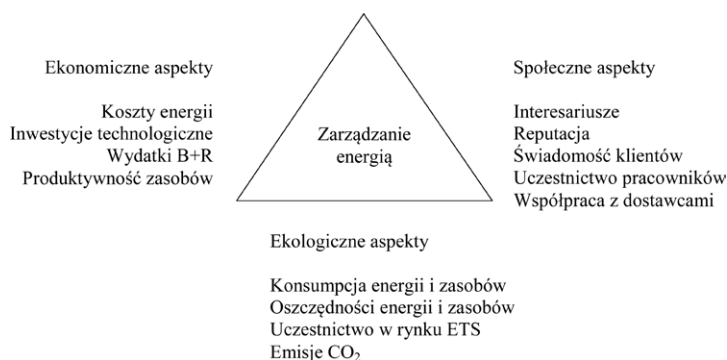 Ekonomiczne aspekty
Koszty energii
Inwestycje technologiczne
Wydatki B+R
Produktywność zasobów
Zarządzanie
energią
Społeczne aspekty
Interesariusze
Reputacja
Świadomość klientów
Uczestnictwo pracowników
Współpraca z dostawcami
Ekologiczne aspekty
Konsumpcja energii i zasobów
Oszczędności energii i zasobów
Uczestnictwo w rynku ETS
Emisje CO₂